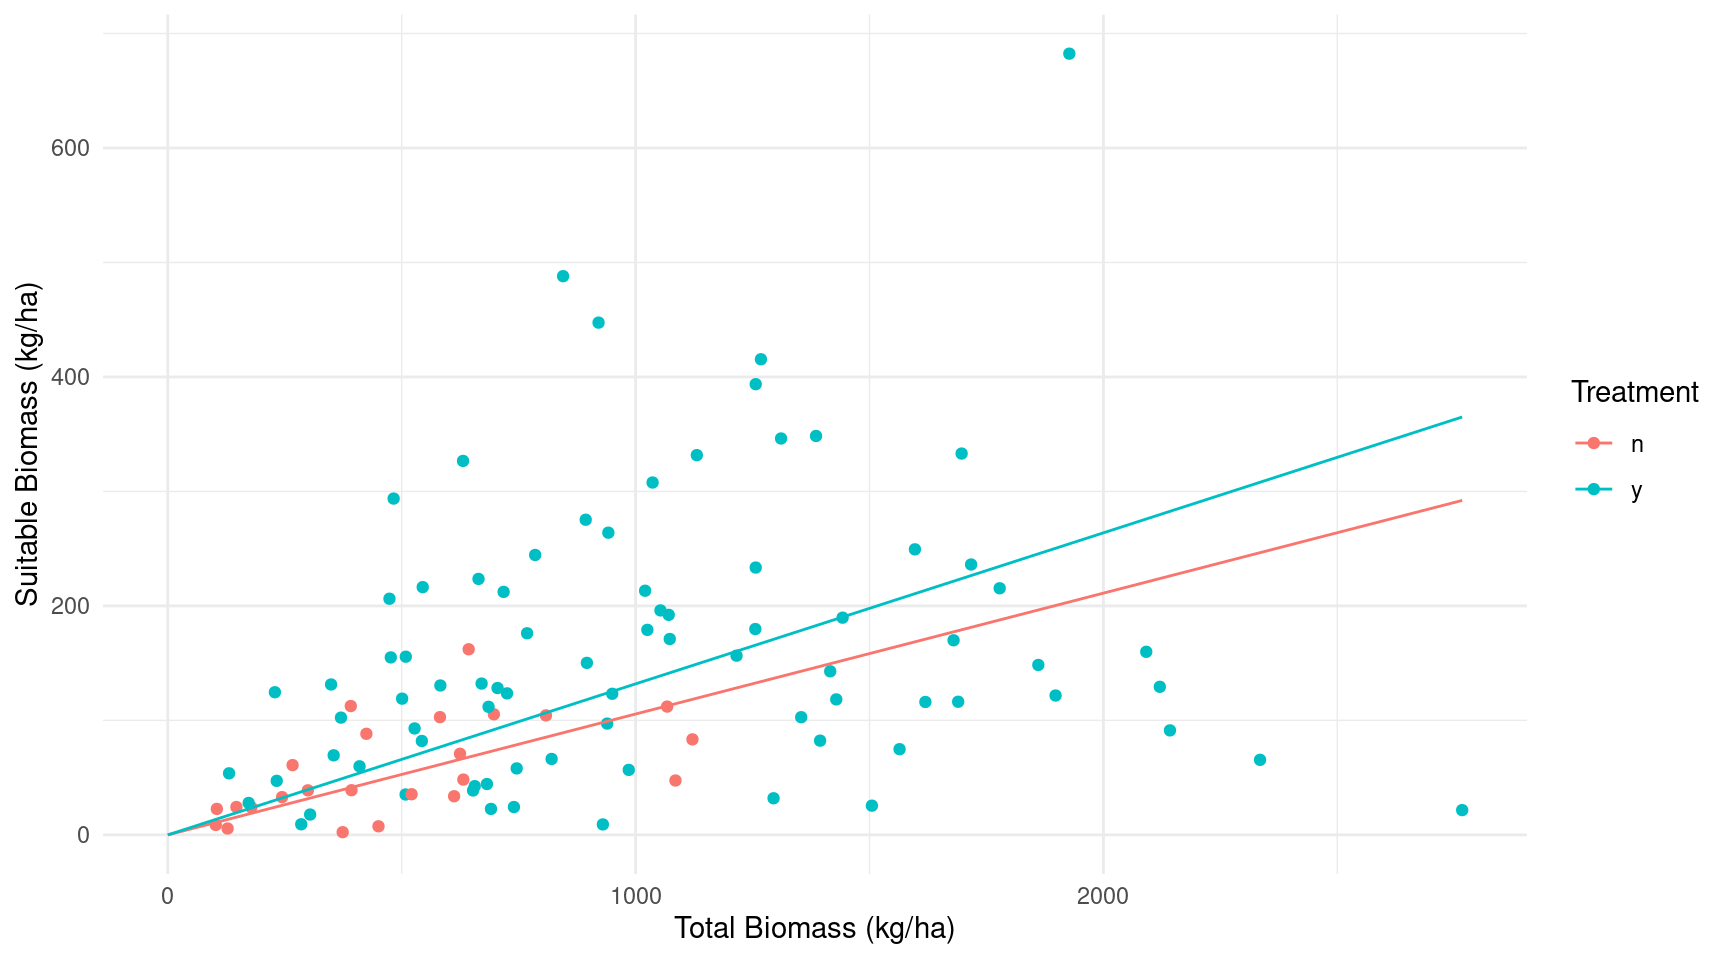 600
400
200
0
Suitable Biomass (kg/ha)
0 1000 2000
Total Biomass (kg/ha)
Treatment
n
y